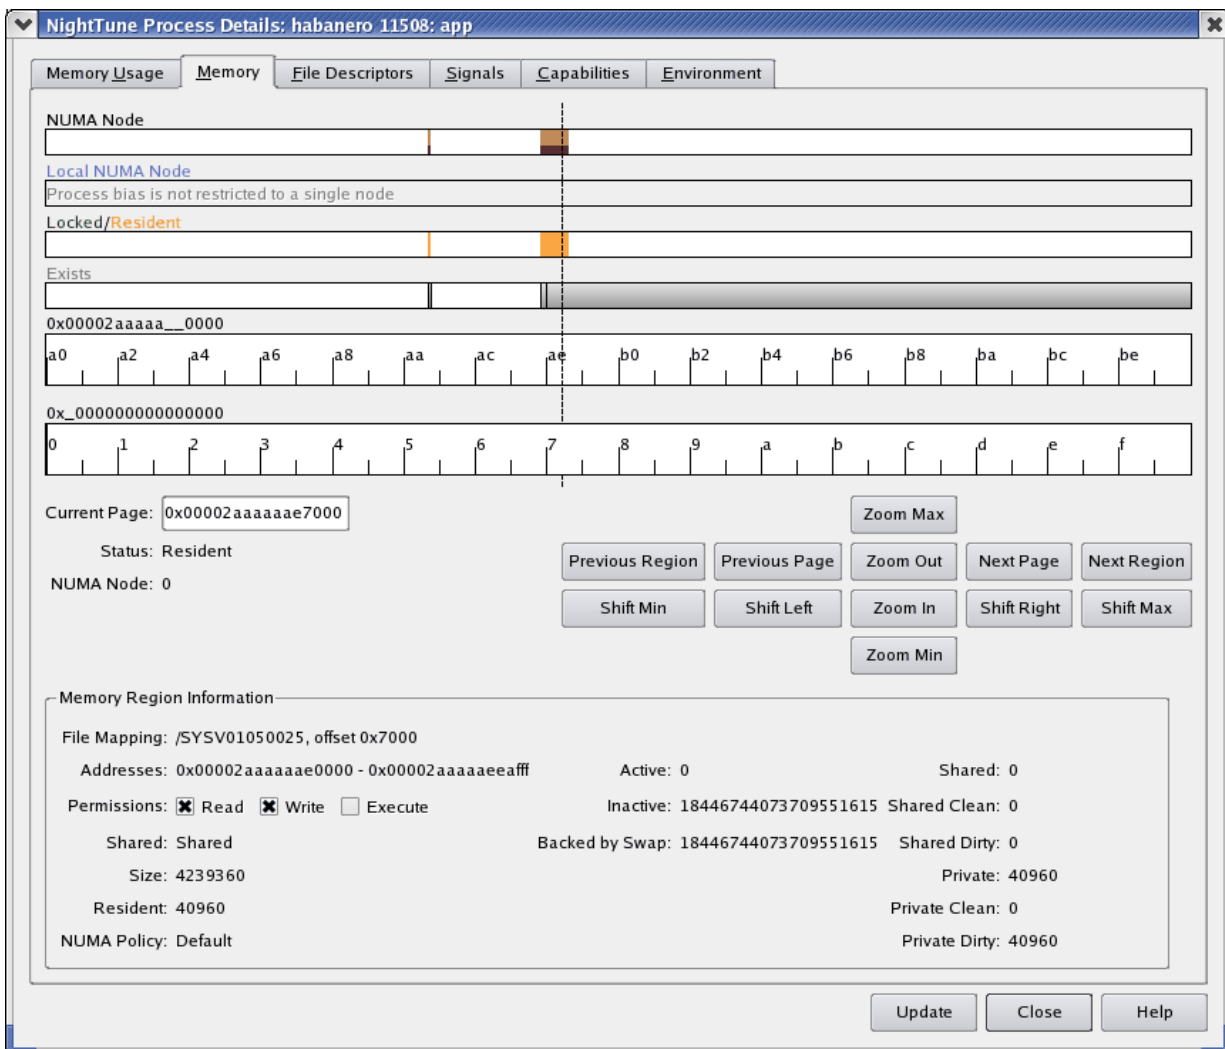 NightTune Process Details: habanero 11508: app
Memory Usage Memory File Descriptors Signals Capabilities Environment
NUMA Node
Local NUMA Node
Process bias is not restricted to a single node
Locked/Resident
Exists
0x00002aaaaa__0000
a0 a2 a4 a6 a8 aa ac ae b0 b2 b4 b6 b8 ba bc be
0x_000000000000000
0 1 2 3 4 5 6 7 8 9 a b c d e f
Current Page: 0x00002aaaaaae7000 Zoom Max
Status: Resident Previous Region Previous Page Zoom Out Next Page Next Region
NUMA Node: 0
Shift Min Shift Left Zoom In Shift Right Shift Max
Zoom Min
Memory Region Information
File Mapping: /SYSV01050025, offset 0x7000
Addresses: 0x00002aaaaaae0000 - 0x00002aaaaaeeafff Active: 0 Shared: 0
Permissions: Read Write Execute Inactive: 18446744073709551615 Shared Clean: 0
Shared: Shared Backed by Swap: 18446744073709551615 Shared Dirty: 0
Size: 4239360 Private: 40960
Resident: 40960 Private Clean: 0
NUMA Policy: Default Private Dirty: 40960
Update Close Help